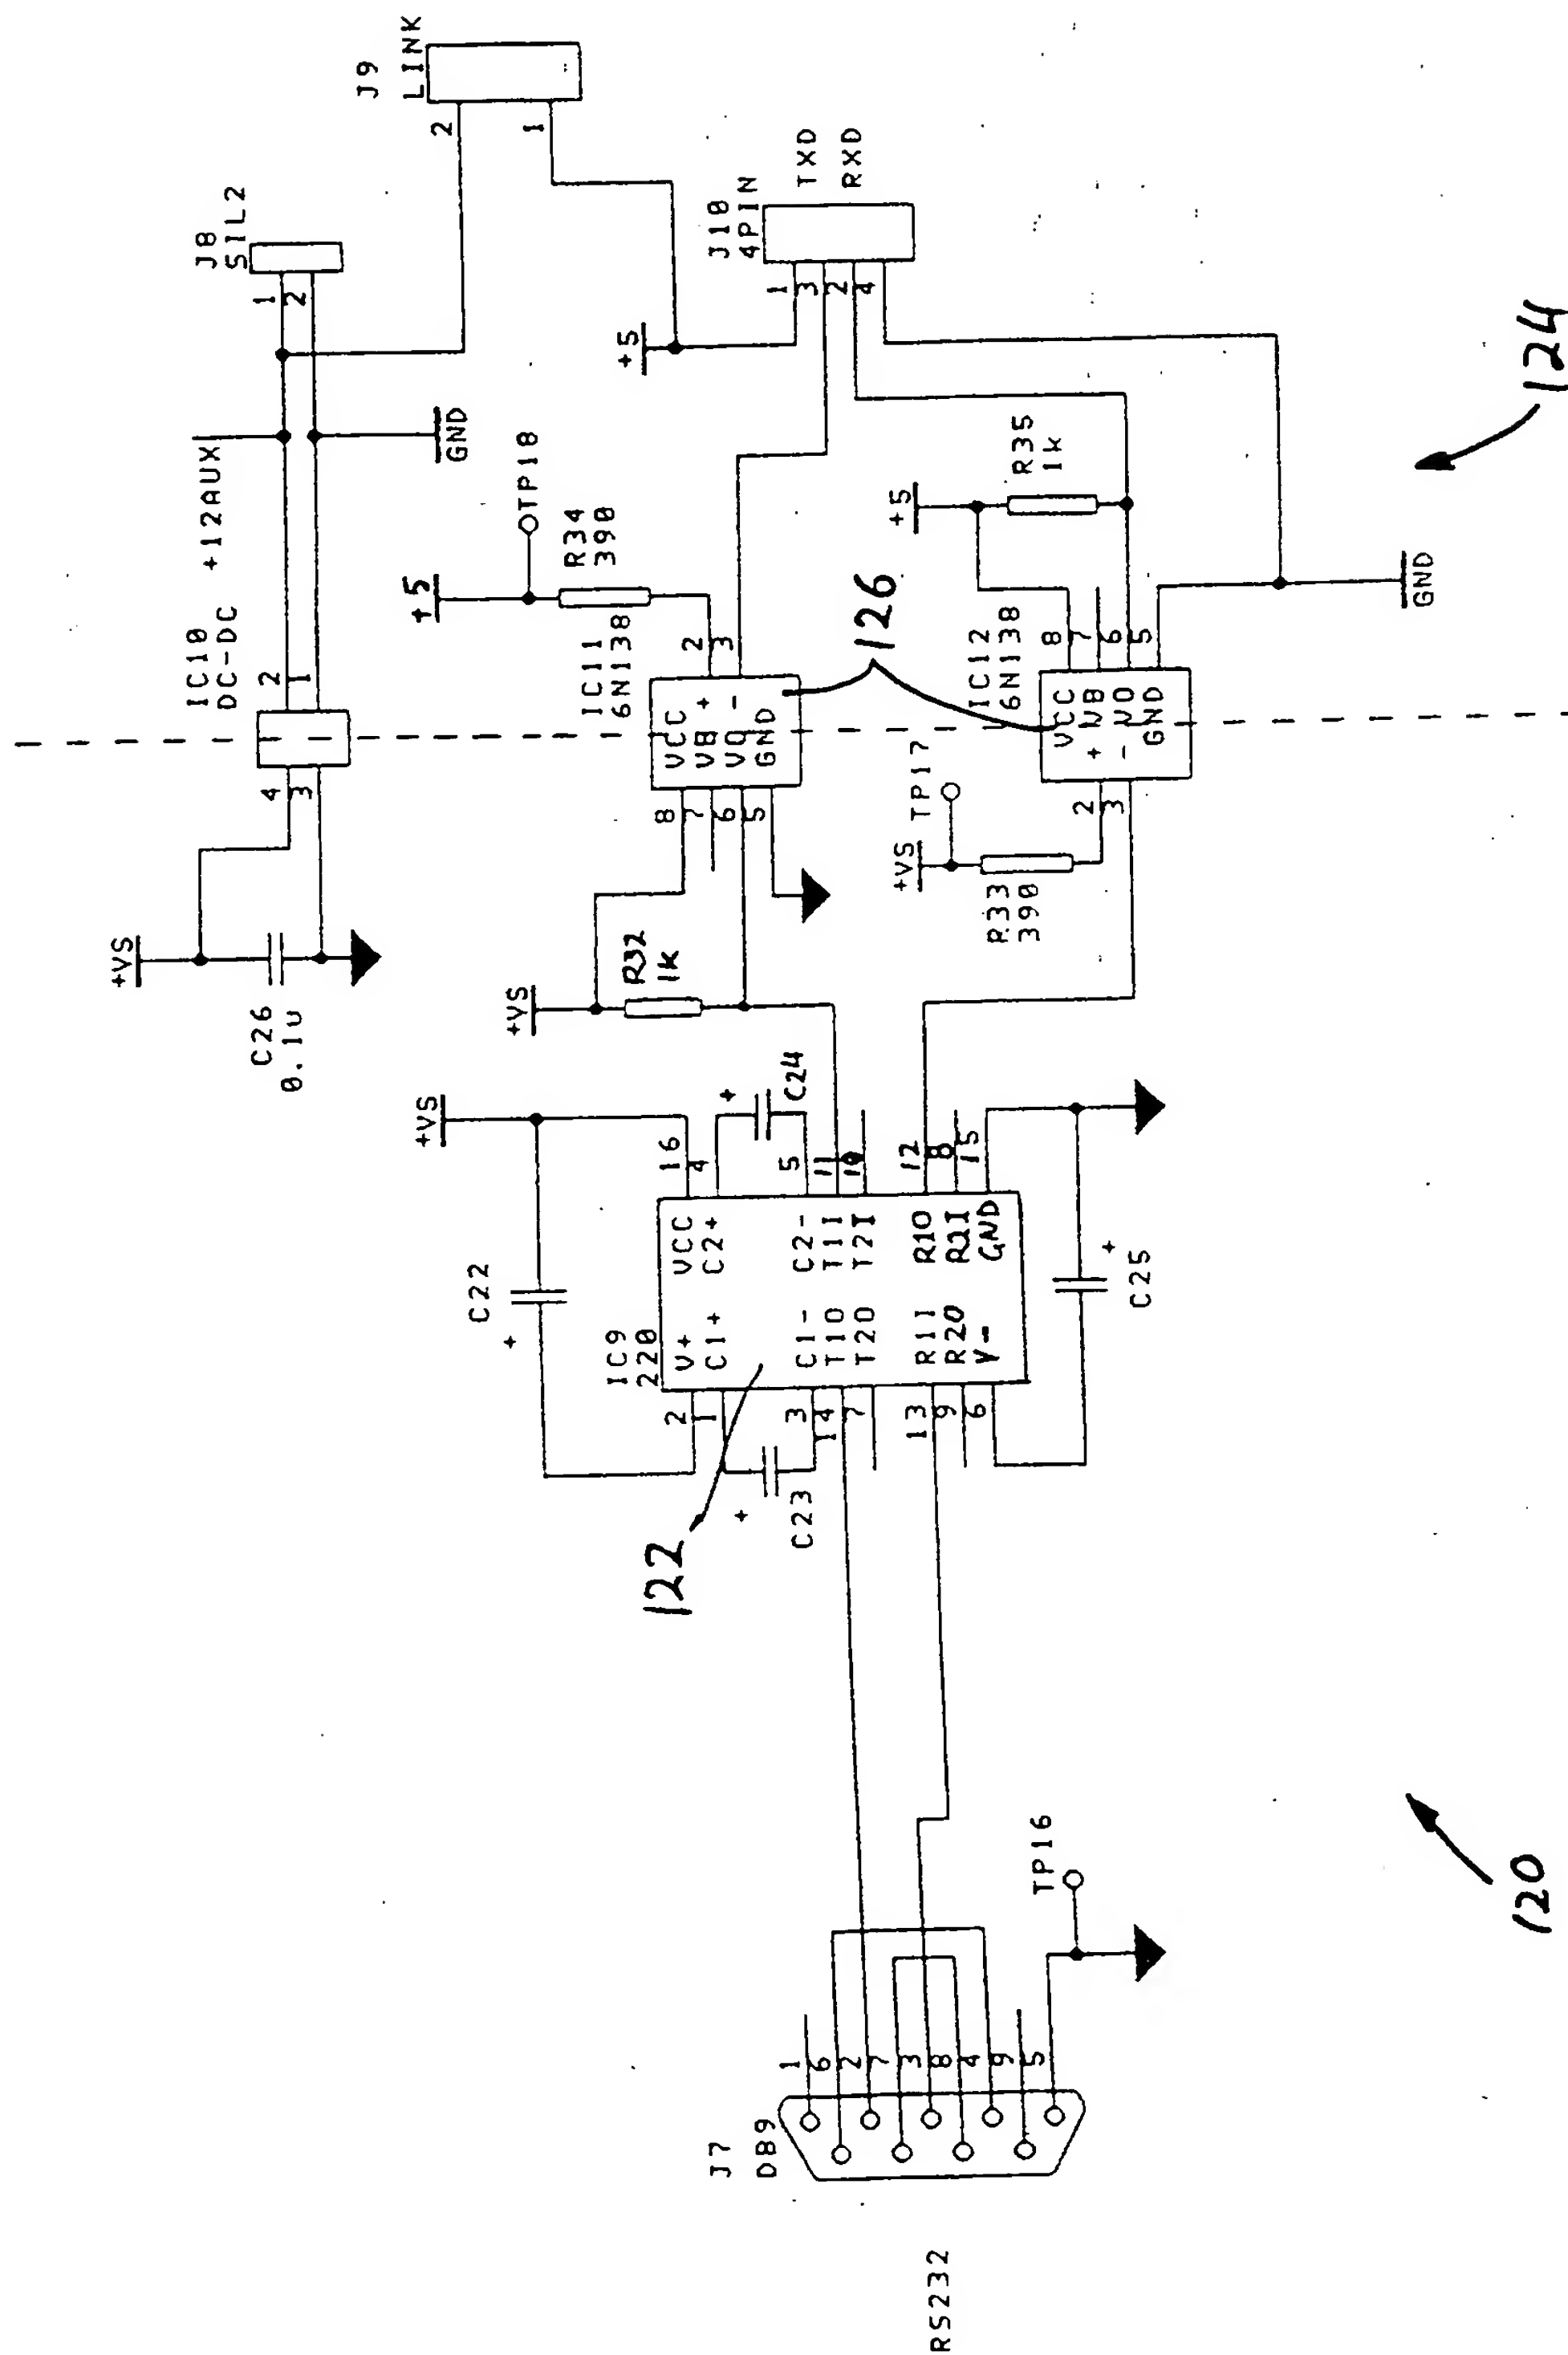 RS232
J7
DB9
1
6
2
7
3
8
4
9
5
TP16
120
122
C22
+
+VS
IC9
220
V+ VCC
C1+ C2+
C1- C2-
T1O T1I
T2O T2I
R1I R1O
R2O R2I
V- GND
2
1
3
14
7
13
9
6
16
4
5
11
10
12
8
15
+
C23
+
C24
+
C25
+VS
C26
0.1u
4
3
IC10
DC-DC
2
1
+12AUX
GND
J8
SIL2
1
2
J9
LINK
2
1
+VS
R32
1K
8
7
6
5
IC11
6N138
VCC
VB +
VO -
GND
2
3
+5
R34
390
TP18
126
+VS
TP17
R33
390
2
3
IC12
6N138
VCC
+ VB
- VO
GND
8
7
6
5
+5
R35
1k
GND
+5
J10
4PIN
1
3
2
4
TXD
RXD
124